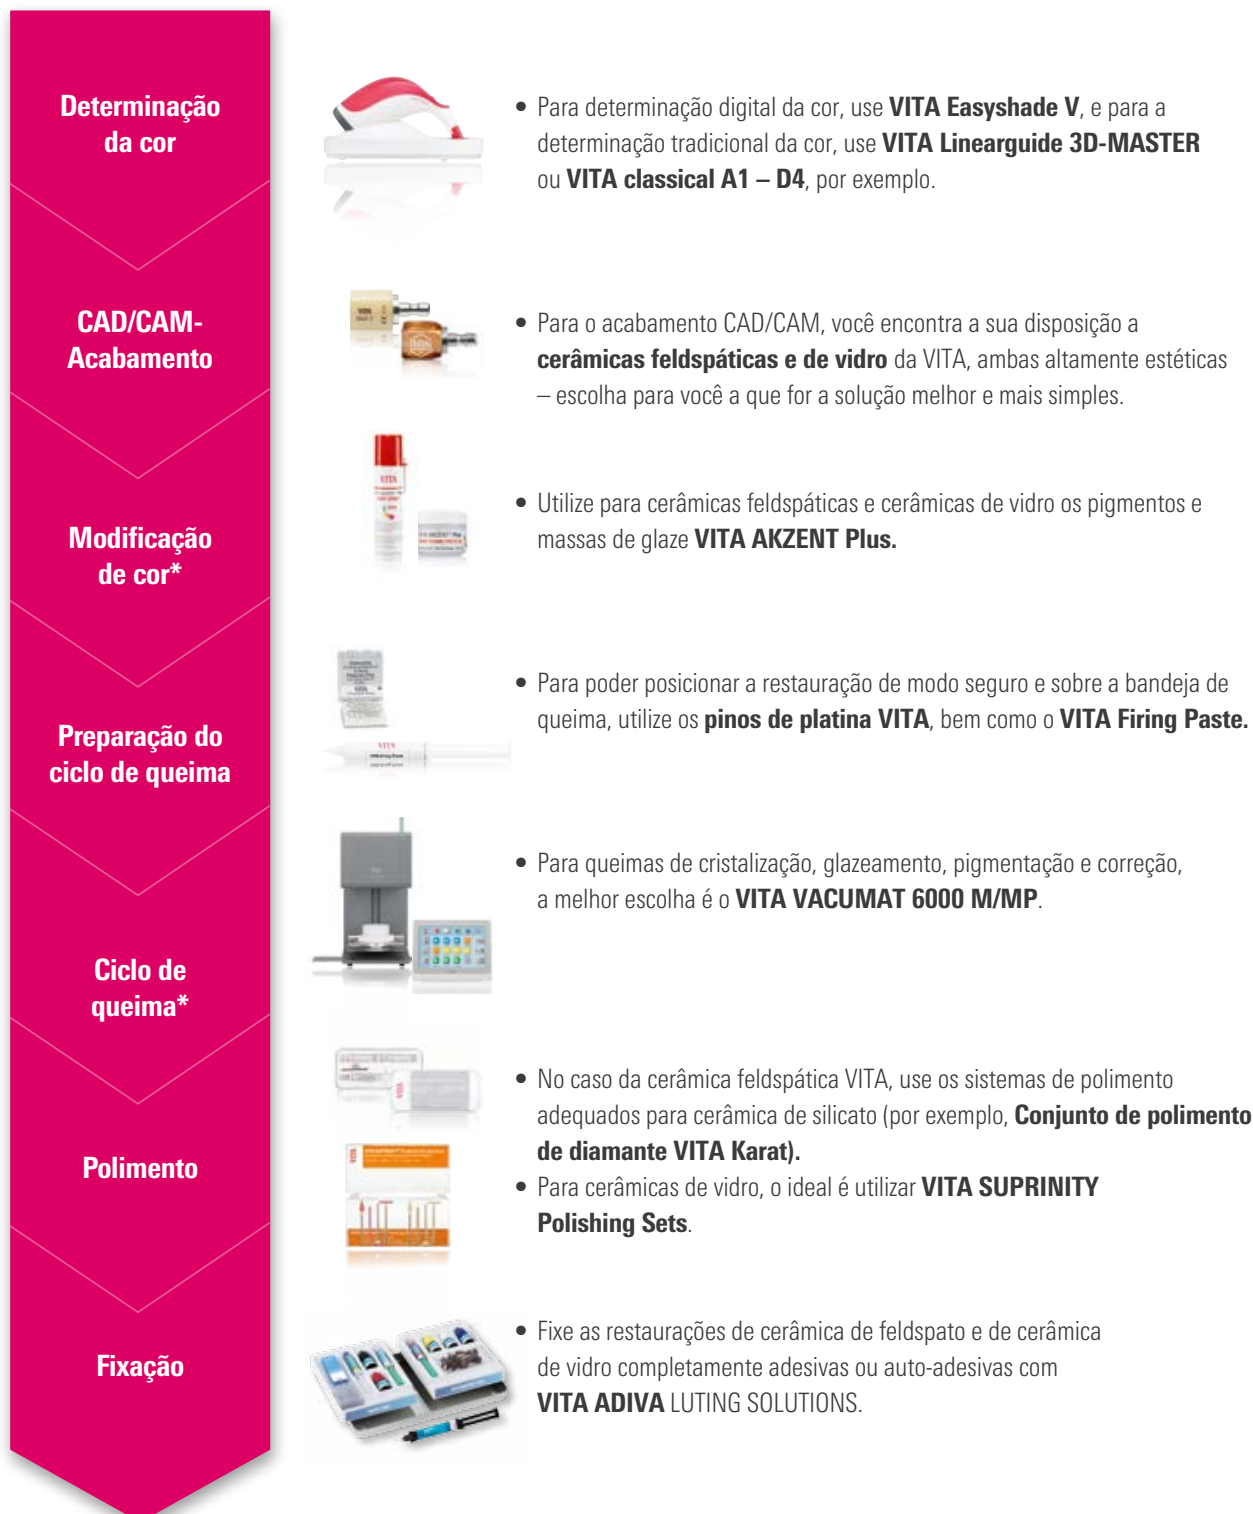 Determinação
da cor
• Para determinação digital da cor, use VITA Easyshade V, e para a
determinação tradicional da cor, use VITA Linearguide 3D-MASTER
ou VITA classical A1 – D4, por exemplo.
CAD/CAM-
Acabamento
• Para o acabamento CAD/CAM, você encontra a sua disposição a
cerâmicas feldspáticas e de vidro da VITA, ambas altamente estéticas
– escolha para você a que for a solução melhor e mais simples.
VITA
Modificação
de cor*
• Utilize para cerâmicas feldspáticas e cerâmicas de vidro os pigmentos e
massas de glaze VITA AKZENT Plus.
Preparação do
ciclo de queima
• Para poder posicionar a restauração de modo seguro e sobre a bandeja de
queima, utilize os pinos de platina VITA, bem como o VITA Firing Paste.
VITA
Ciclo de
queima*
• Para queimas de cristalização, glazeamento, pigmentação e correção,
a melhor escolha é o VITA VACUMAT 6000 M/MP.
Polimento
• No caso da cerâmica feldspática VITA, use os sistemas de polimento
adequados para cerâmica de silicato (por exemplo, Conjunto de polimento
de diamante VITA Karat).
• Para cerâmicas de vidro, o ideal é utilizar VITA SUPRINITY
Polishing Sets.
VITA
Fixação
• Fixe as restaurações de cerâmica de feldspato e de cerâmica
de vidro completamente adesivas ou auto-adesivas com
VITA ADIVA LUTING SOLUTIONS.